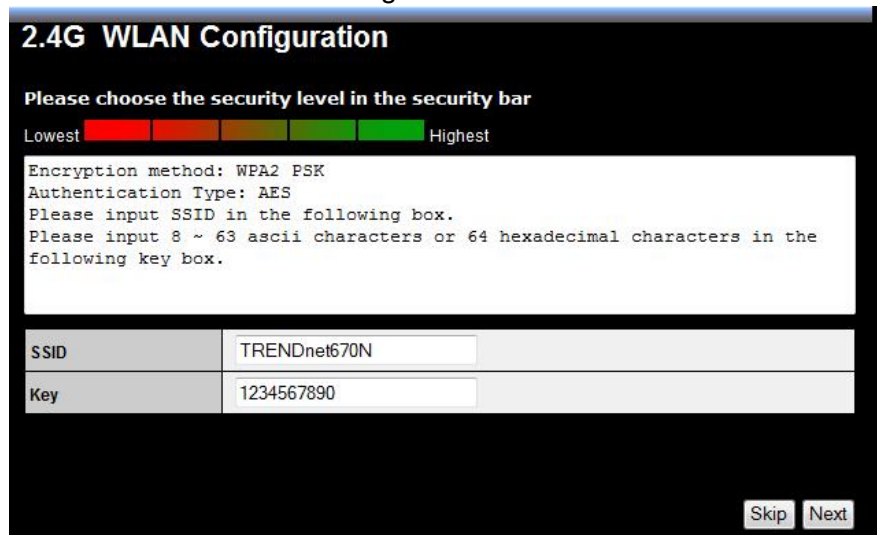 2.4G WLAN Configuration
Please choose the security level in the security bar
Lowest Highest
Encryption method: WPA2 PSK
Authentication Type: AES
Please input SSID in the following box.
Please input 8 ~ 63 ascii characters or 64 hexadecimal characters in the
following key box.
SSID TRENDnet670N
Key 1234567890
Skip Next